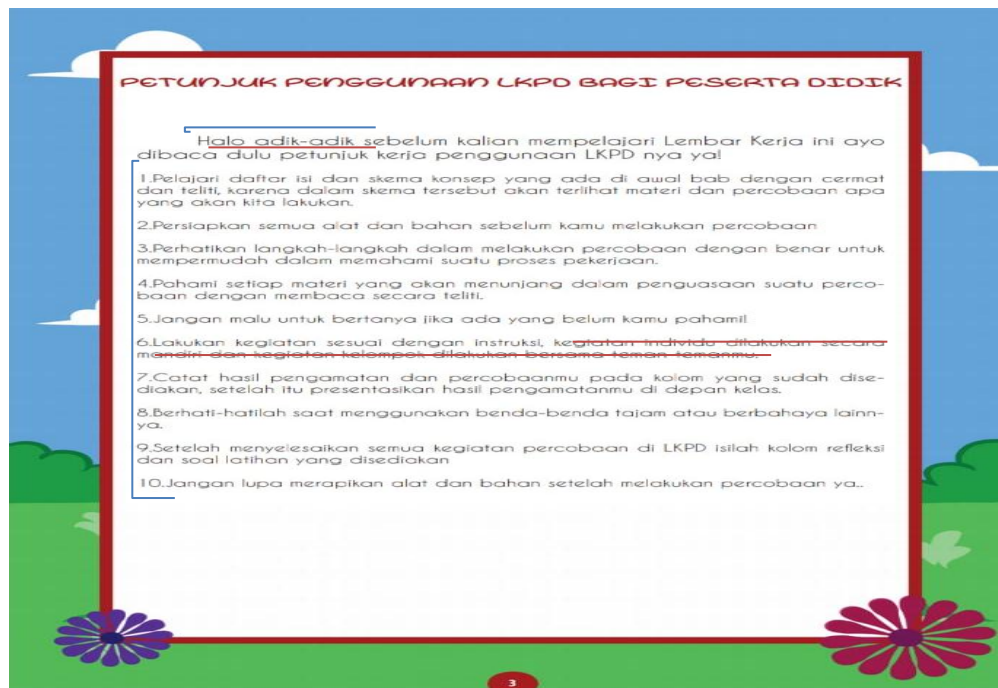 PETUNJUK PENGGUNAAN LKPD BAGI PESERTA DIDIK
Halo adik-adik sebelum kalian mempelajari Lembar Kerja ini ayo
dibaca dulu petunjuk kerja penggunaan LKPD nya ya!
1.Pelajari daftar isi dan skema konsep yang ada di awal bab dengan cermat
dan teliti, karena dalam skema tersebut akan terlihat materi dan percobaan apa
yang akan kita lakukan.
2.Persiapkan semua alat dan bahan sebelum kamu melakukan percobaan
3.Perhatikan langkah-langkah dalam melakukan percobaan dengan benar untuk
mempermudah dalam memahami suatu proses pekerjaan.
4.Pahami setiap materi yang akan menunjang dalam penguasaan suatu perco-
baan dengan membaca secara teliti.
5.Jangan malu untuk bertanya jika ada yang belum kamu pahami!
6.Lakukan kegiatan sesuai dengan instruksi, kegiatan individu dilakukan secara
mandiri dan kegiatan kelompok dilakukan bersama teman temanmu.
7.Catat hasil pengamatan dan percobaanmu pada kolom yang sudah dise-
diakan, setelah itu presentasikan hasil pengamatanmu di depan kelas.
8.Berhati-hatilah saat menggunakan benda-benda tajam atau berbahaya lainn-
ya.
9.Setelah menyelesaikan semua kegiatan percobaan di LKPD isilah kolom refleksi
dan soal latihan yang disediakan
10.Jangan lupa merapikan alat dan bahan setelah melakukan percobaan ya..
3